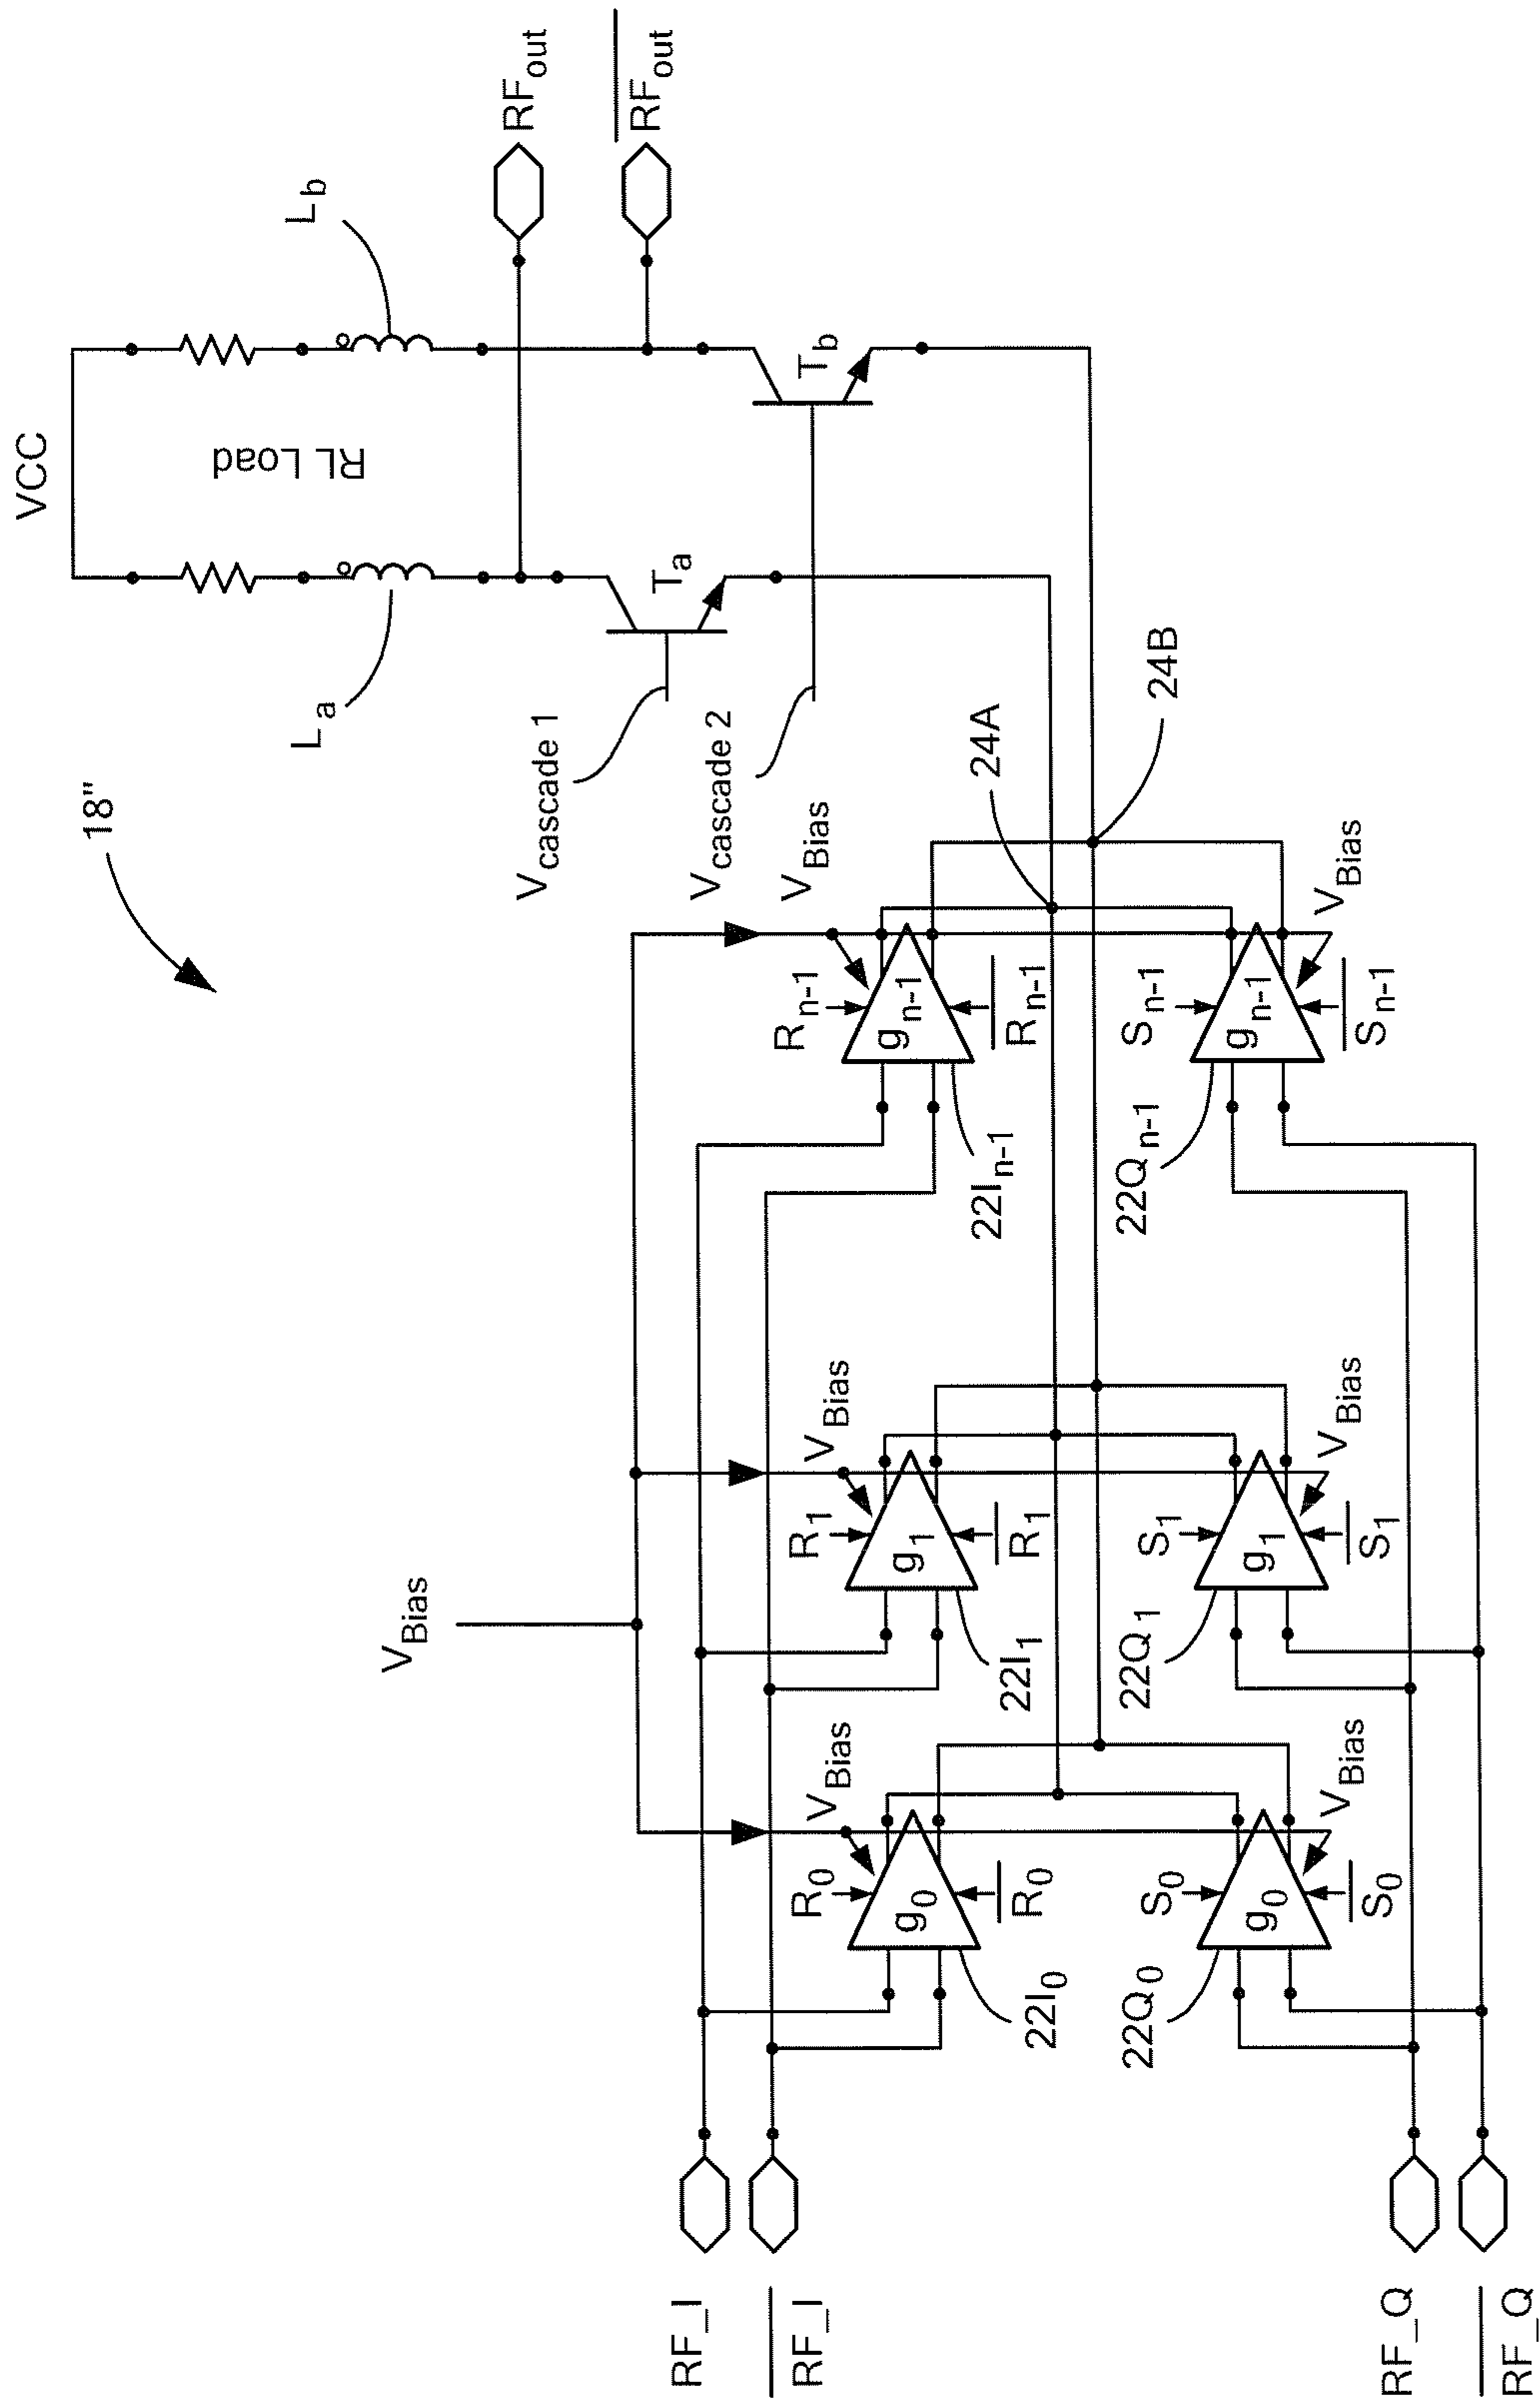 18"
VCC
RL Load
L_a
L_b
RF_out
RF_out
T_a
T_b
V_cascade 1
V_cascade 2
V_Bias
V_Bias
V_Bias
V_Bias
24A
24B
RF_I
RF_I
R_0
g_0
R_0
22I_0
R_1
g_1
R_1
22I_1
R_n-1
g_n-1
R_n-1
22I_n-1
S_0
g_0
S_0
22Q_0
V_Bias
S_1
g_1
S_1
22Q_1
V_Bias
S_n-1
g_n-1
S_n-1
22Q_n-1
V_Bias
RF_Q
RF_Q